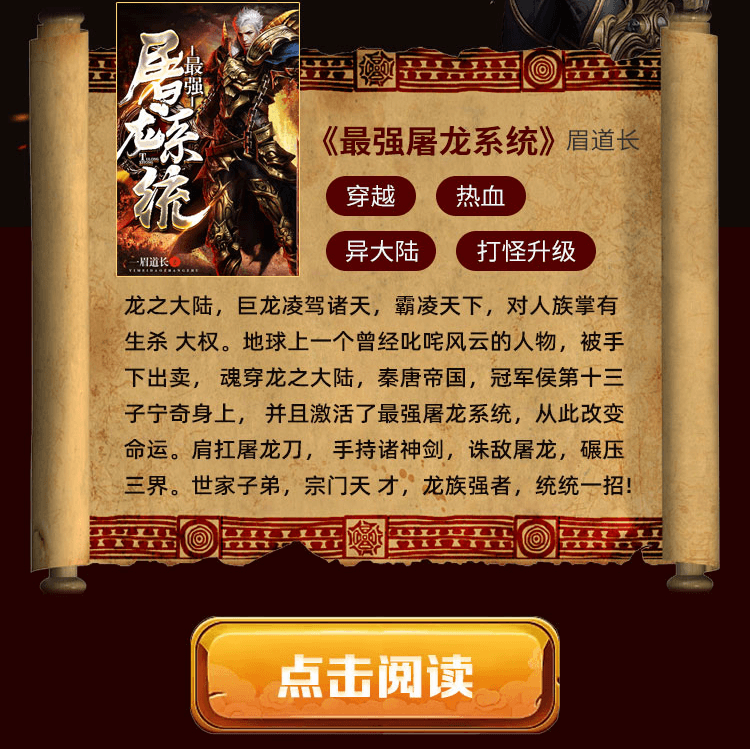 -最强-
屠龙系统
TULONG
XITONG
一眉道长
YIMEIDAOZHANGZHU
《最强屠龙系统》眉道长
穿越 热血
异大陆 打怪升级
龙之大陆，巨龙凌驾诸天，霸凌天下，对人族掌有
生杀 大权。地球上一个曾经叱咤风云的人物，被手
下出卖， 魂穿龙之大陆，秦唐帝国，冠军侯第十三
子宁奇身上， 并且激活了最强屠龙系统，从此改变
命运。肩扛屠龙刀， 手持诸神剑，诛敌屠龙，碾压
三界。世家子弟，宗门天 才，龙族强者，统统一招!
点击阅读